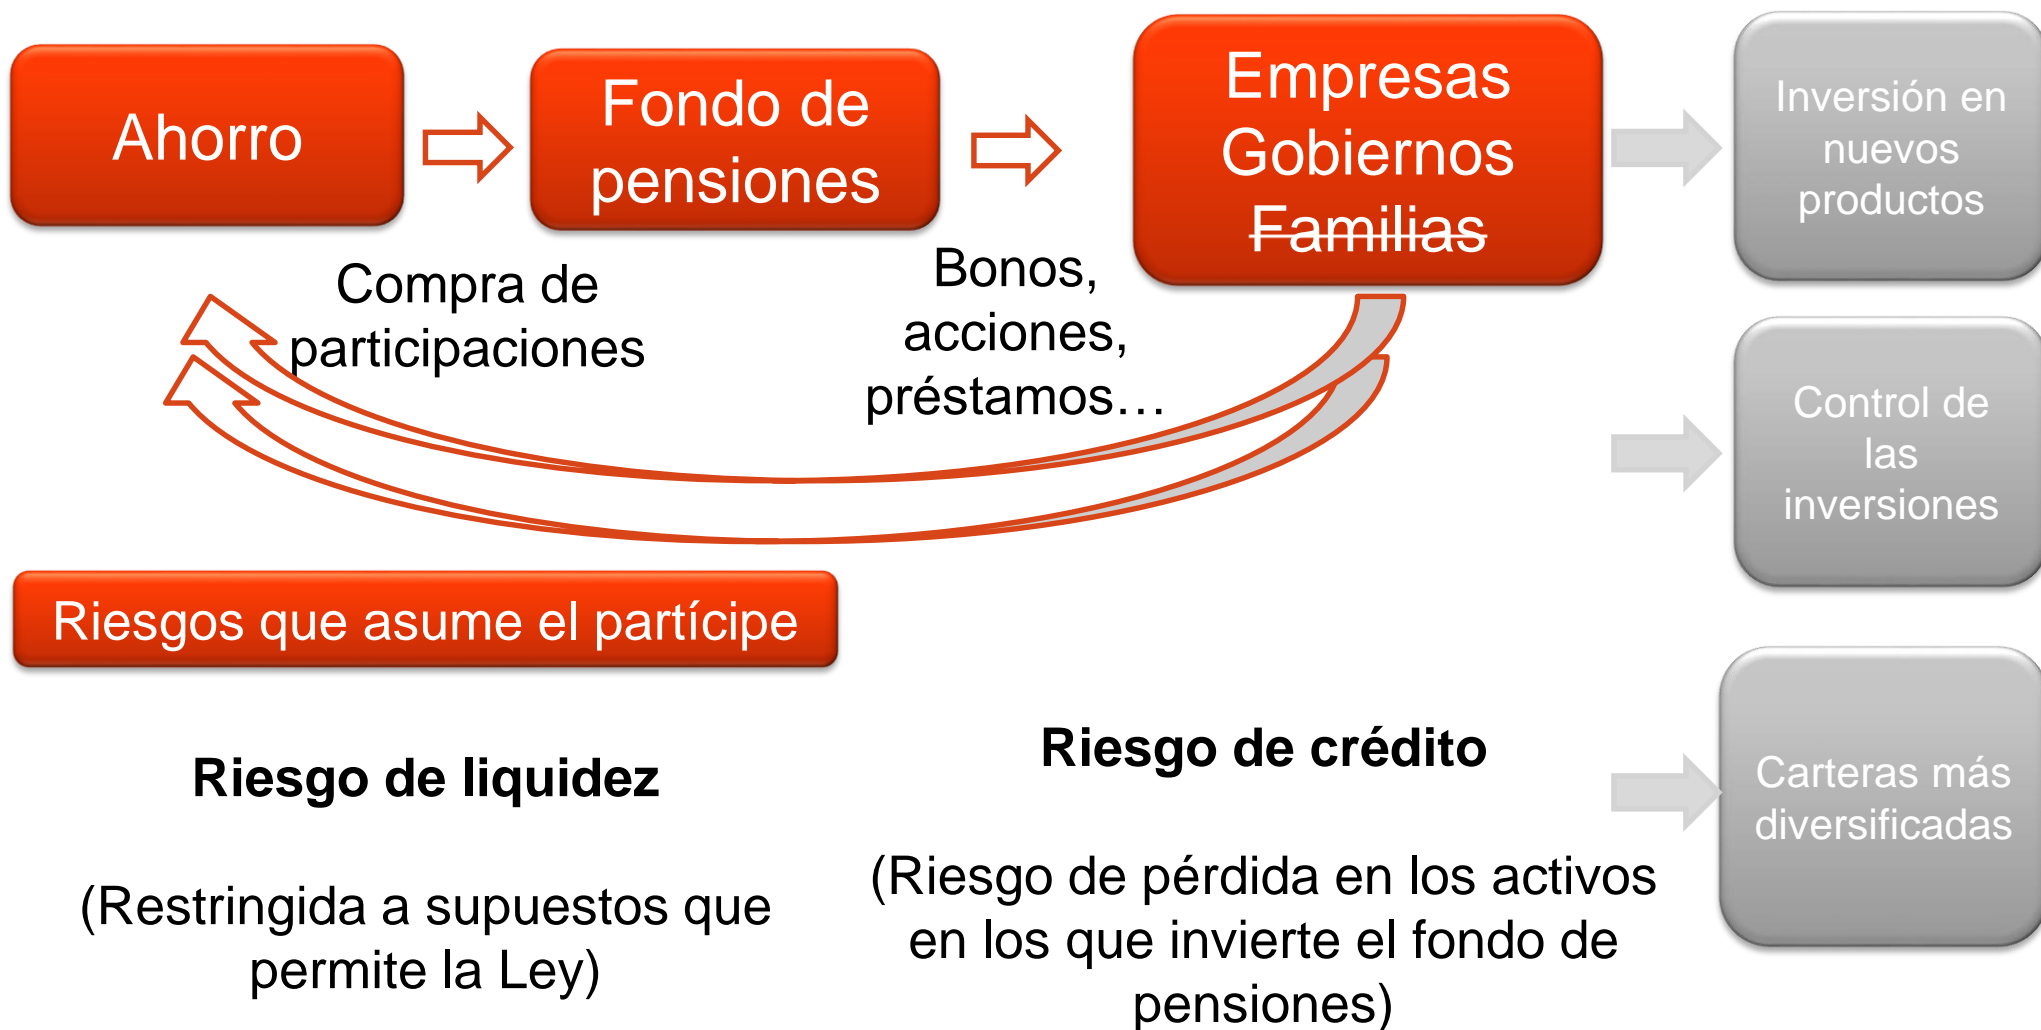 Ahorro
Fondo de
pensiones
Empresas
Gobiernos
Familias
Inversión en
nuevos
productos
Compra de
participaciones
Bonos,
acciones,
préstamos…
Control de
las
inversiones
Riesgos que asume el partícipe
Riesgo de liquidez
(Restringida a supuestos que
permite la Ley)
Riesgo de crédito
(Riesgo de pérdida en los activos
en los que invierte el fondo de
pensiones)
Carteras más
diversificadas